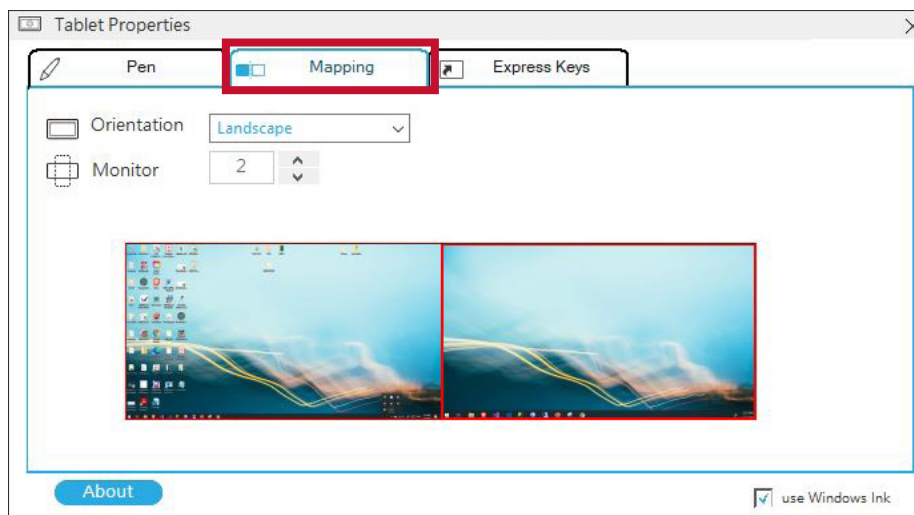 Tablet Properties
Pen
Mapping
Express Keys
Orientation
Landscape
Monitor
2
About
use Windows Ink